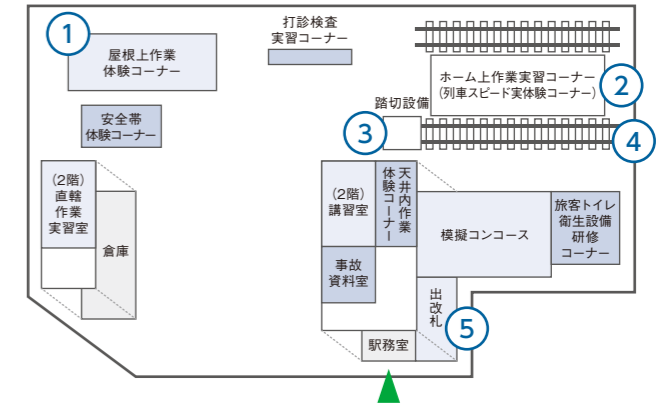 1
屋根上作業
体験コーナー
打診検査
実習コーナー
ホーム上作業実習コーナー
(列車スピード実体験コーナー)
2
踏切設備
3
4
安全帯
体験コーナー
(2階)
直轄
作業
実習室
倉庫
(2階)
講習室
天井内作業
体験コーナー
模擬コンコース
旅客トイレ
衛生設備
研修
コーナー
事故
資料室
出改札
5
駅務室